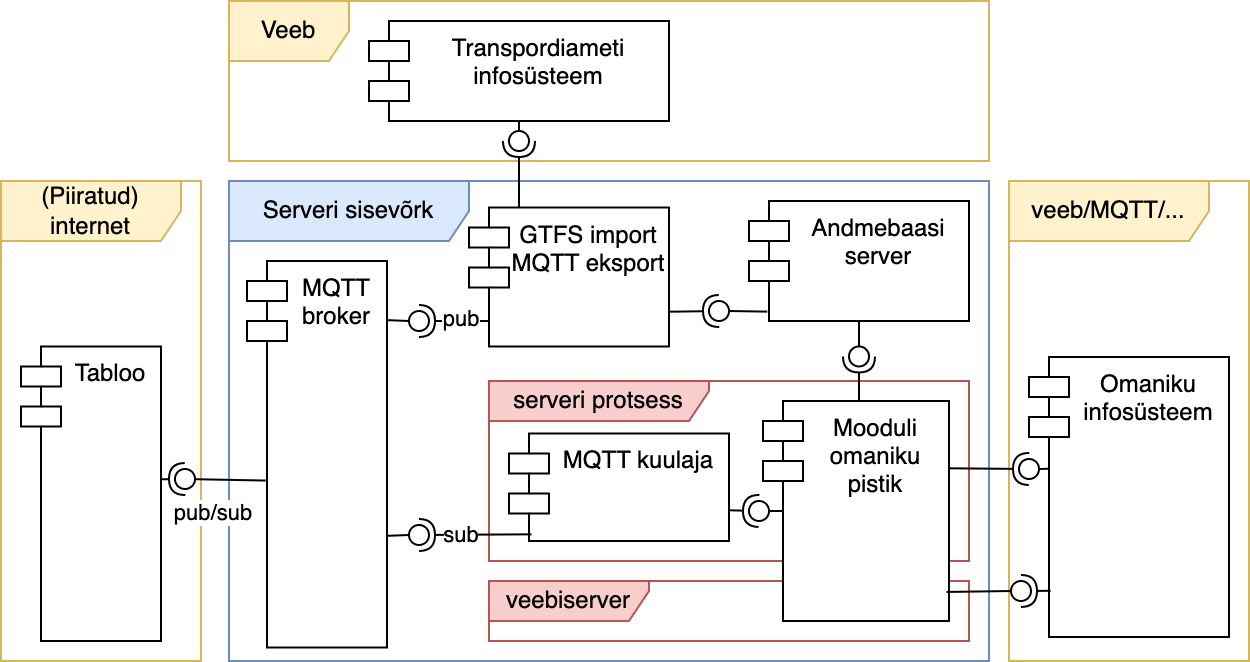 Veeb
Transpordiameti
infosüsteem
(Piiratud)
internet
Serveri sisevõrk
veeb/MQTT/...
GTFS import
MQTT eksport
Andmebaasi
server
MQTT
broker
pub
Tabloo
Omaniku
infosüsteem
serveri protsess
Mooduli
omaniku
pistik
MQTT kuulaja
pub/sub
sub
veebiserver